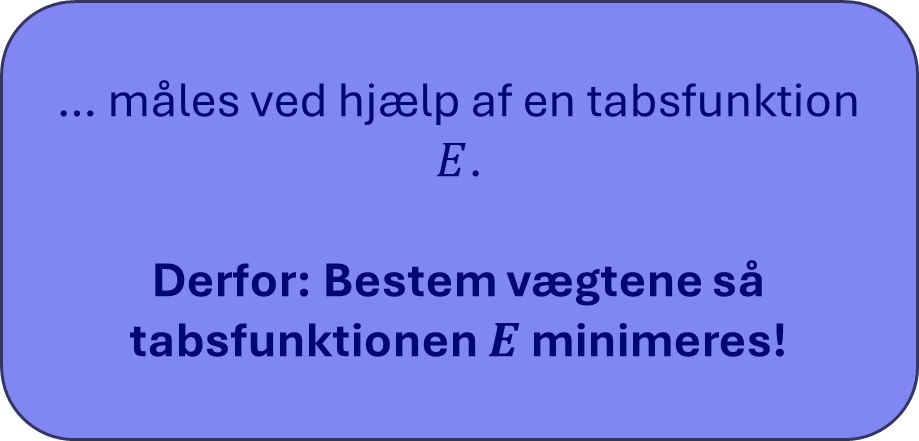 ... måles ved hjælp af en tabsfunktion
E.
Derfor: Bestem vægtene så
tabsfunktionen E minimeres!